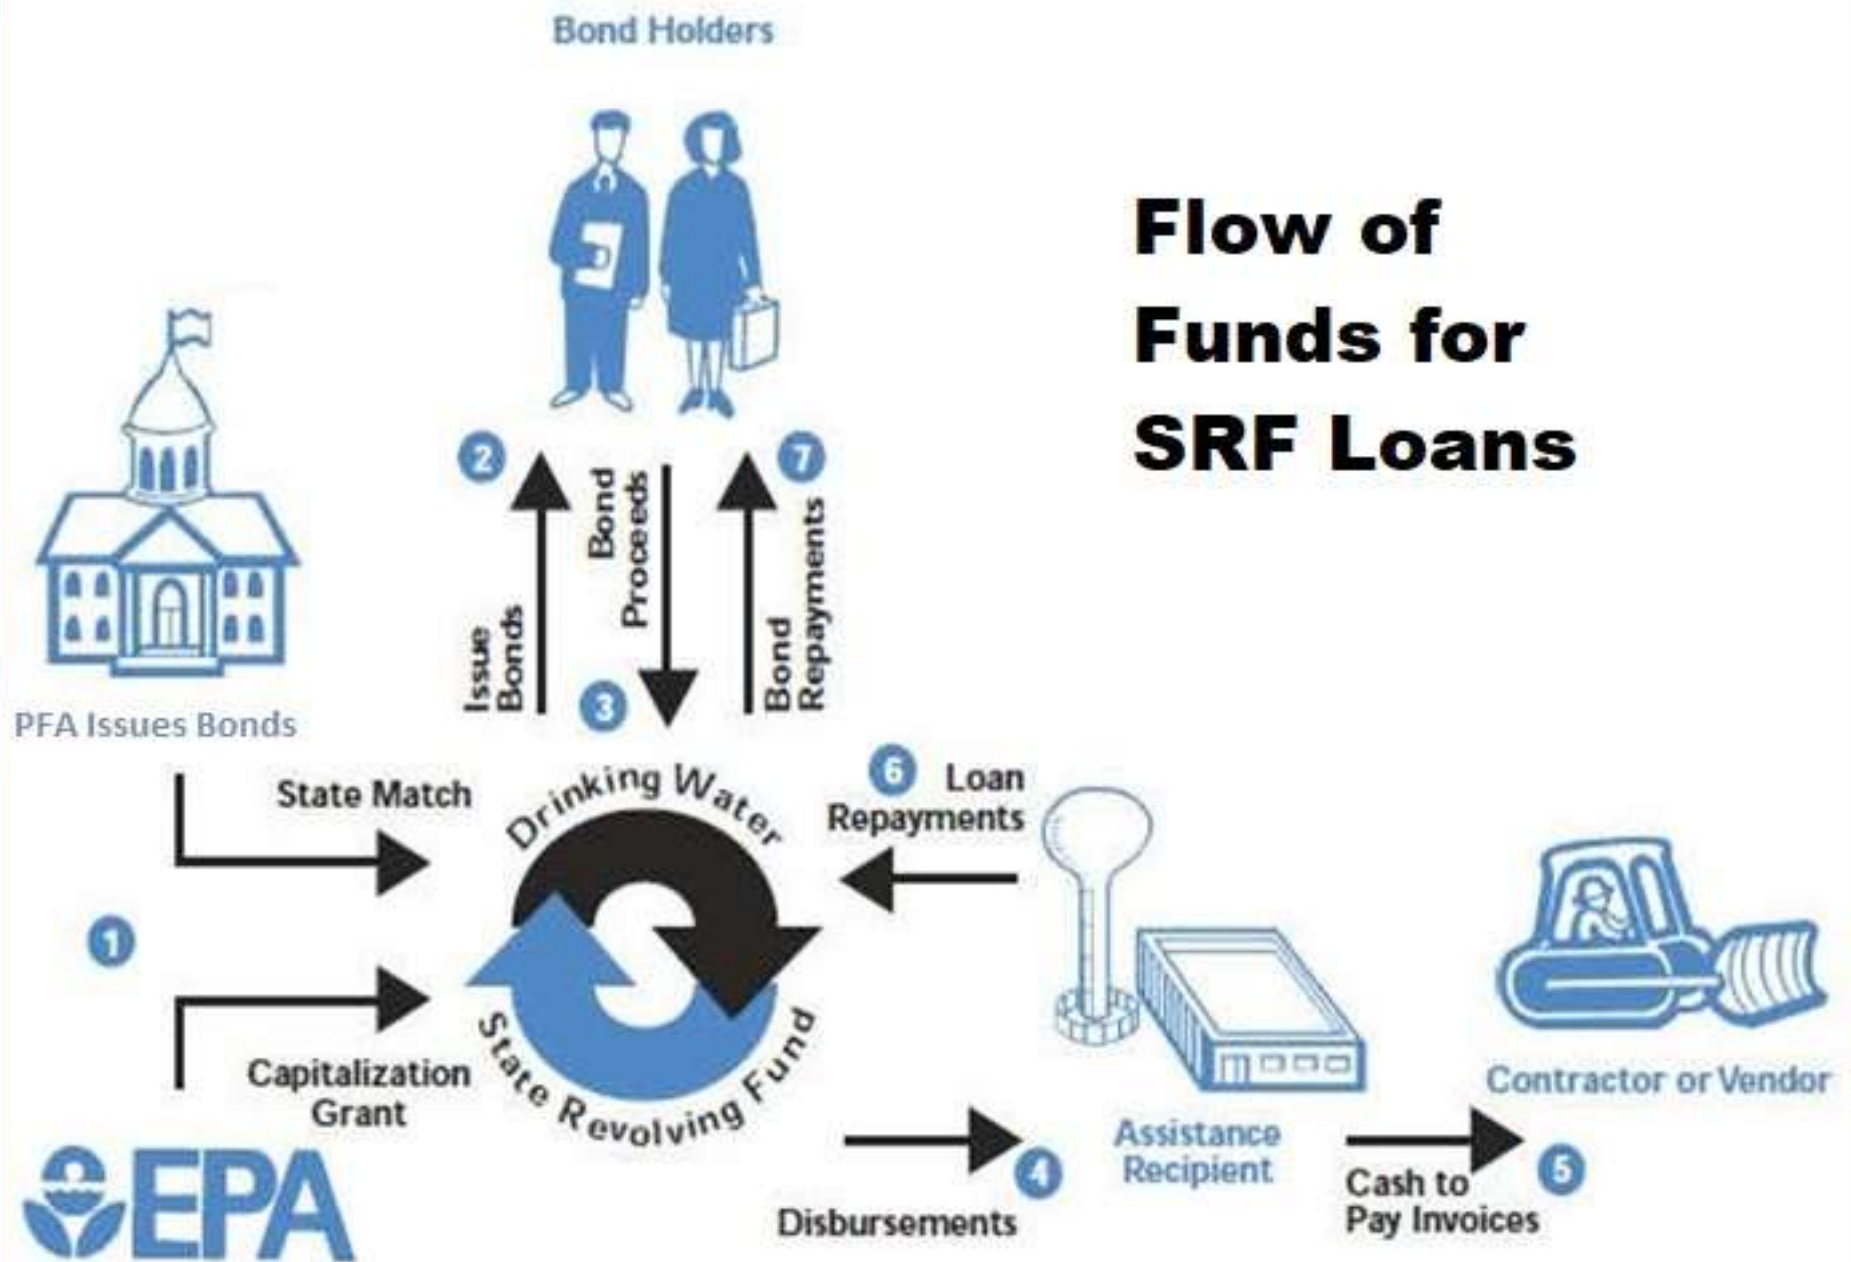 Bond Holders
Flow of
Funds for
SRF Loans
2
7
Issue
Bonds
Bond
Proceeds
Bond
Repayments
3
PFA Issues Bonds
State Match
6
Loan
Repayments
Drinking Water
State Revolving Fund
1
Capitalization
Grant
EPA
Disbursements
4
Assistance
Recipient
Contractor or Vendor
5
Cash to
Pay Invoices